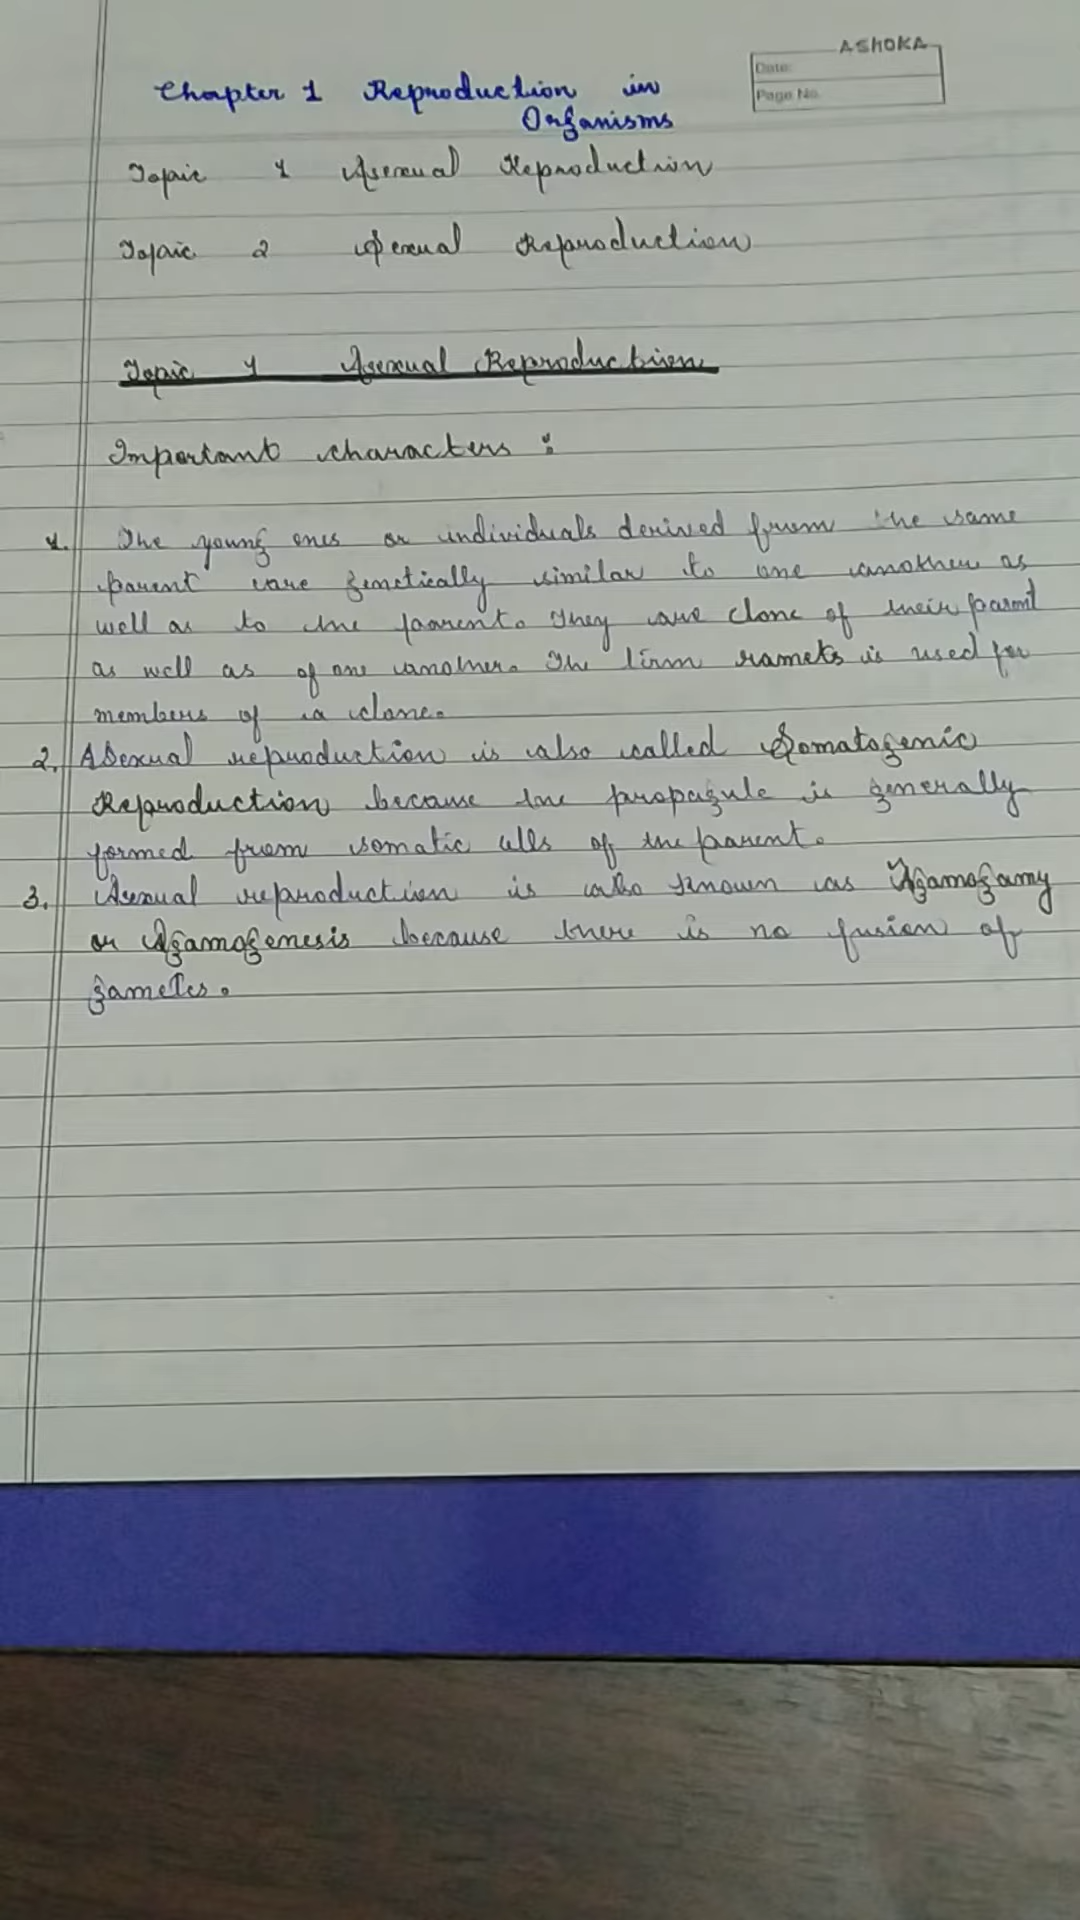 ASHOKA
Date:
Page No.
Chapter 1 Reproduction in
Organisms
Topic 1 Asexual Reproduction
Topic 2 Sexual Reproduction
Topic 1 Asexual Reproduction
Important characters :
1. The young ones or individuals derived from the same
parent are genetically similar to one another as
well as to the parent. They are clone of their parent
as well as of one another. The term ramets is used for
members of a clone.
2. Asexual reproduction is also called Somatogenic
Reproduction because the propagule is generally
formed from somatic cells of the parent.
3. Asexual reproduction is also known as Agamogamy
or Agamogenesis because there is no fusion of
gametes.